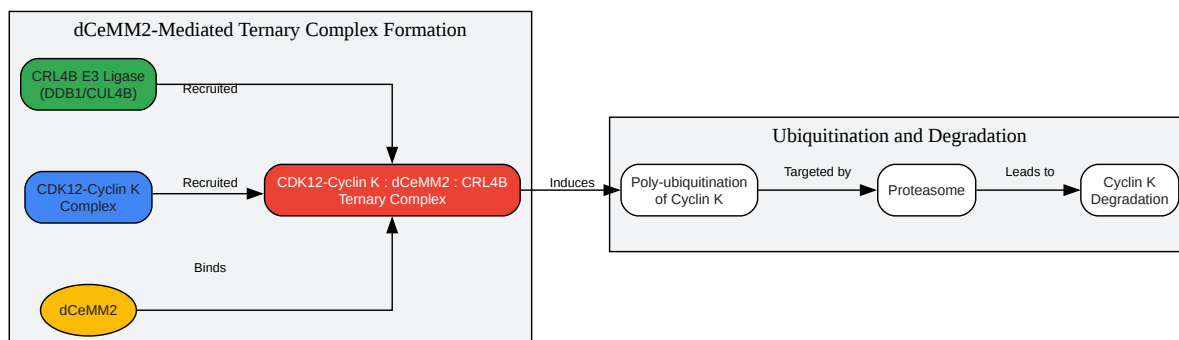 dCeMM2-Mediated Ternary Complex Formation
CRL4B E3 Ligase
(DDB1/CUL4B)
Recruited
CDK12-Cyclin K
Complex
Recruited
CDK12-Cyclin K : dCeMM2 : CRL4B
Ternary Complex
Binds
dCeMM2
Induces
Ubiquitination and Degradation
Poly-ubiquitination
of Cyclin K
Targeted by
Proteasome
Leads to
Cyclin K
Degradation